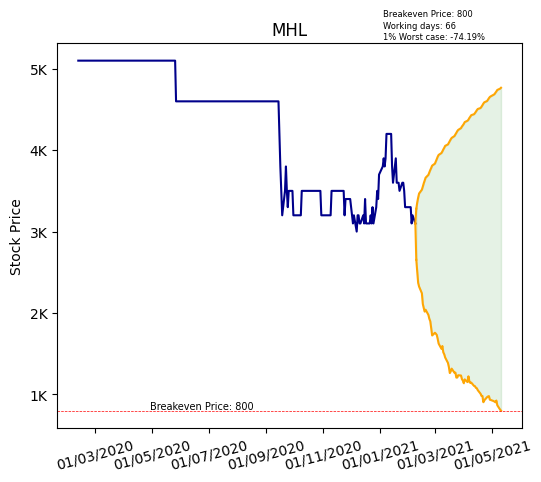 Breakeven Price: 800
Working days: 66
1% Worst case: -74.19%
MHL
Stock Price
5K
4K
3K
2K
1K
Breakeven Price: 800
01/03/2020
01/05/2020
01/07/2020
01/09/2020
01/11/2020
01/01/2021
01/03/2021
01/05/2021